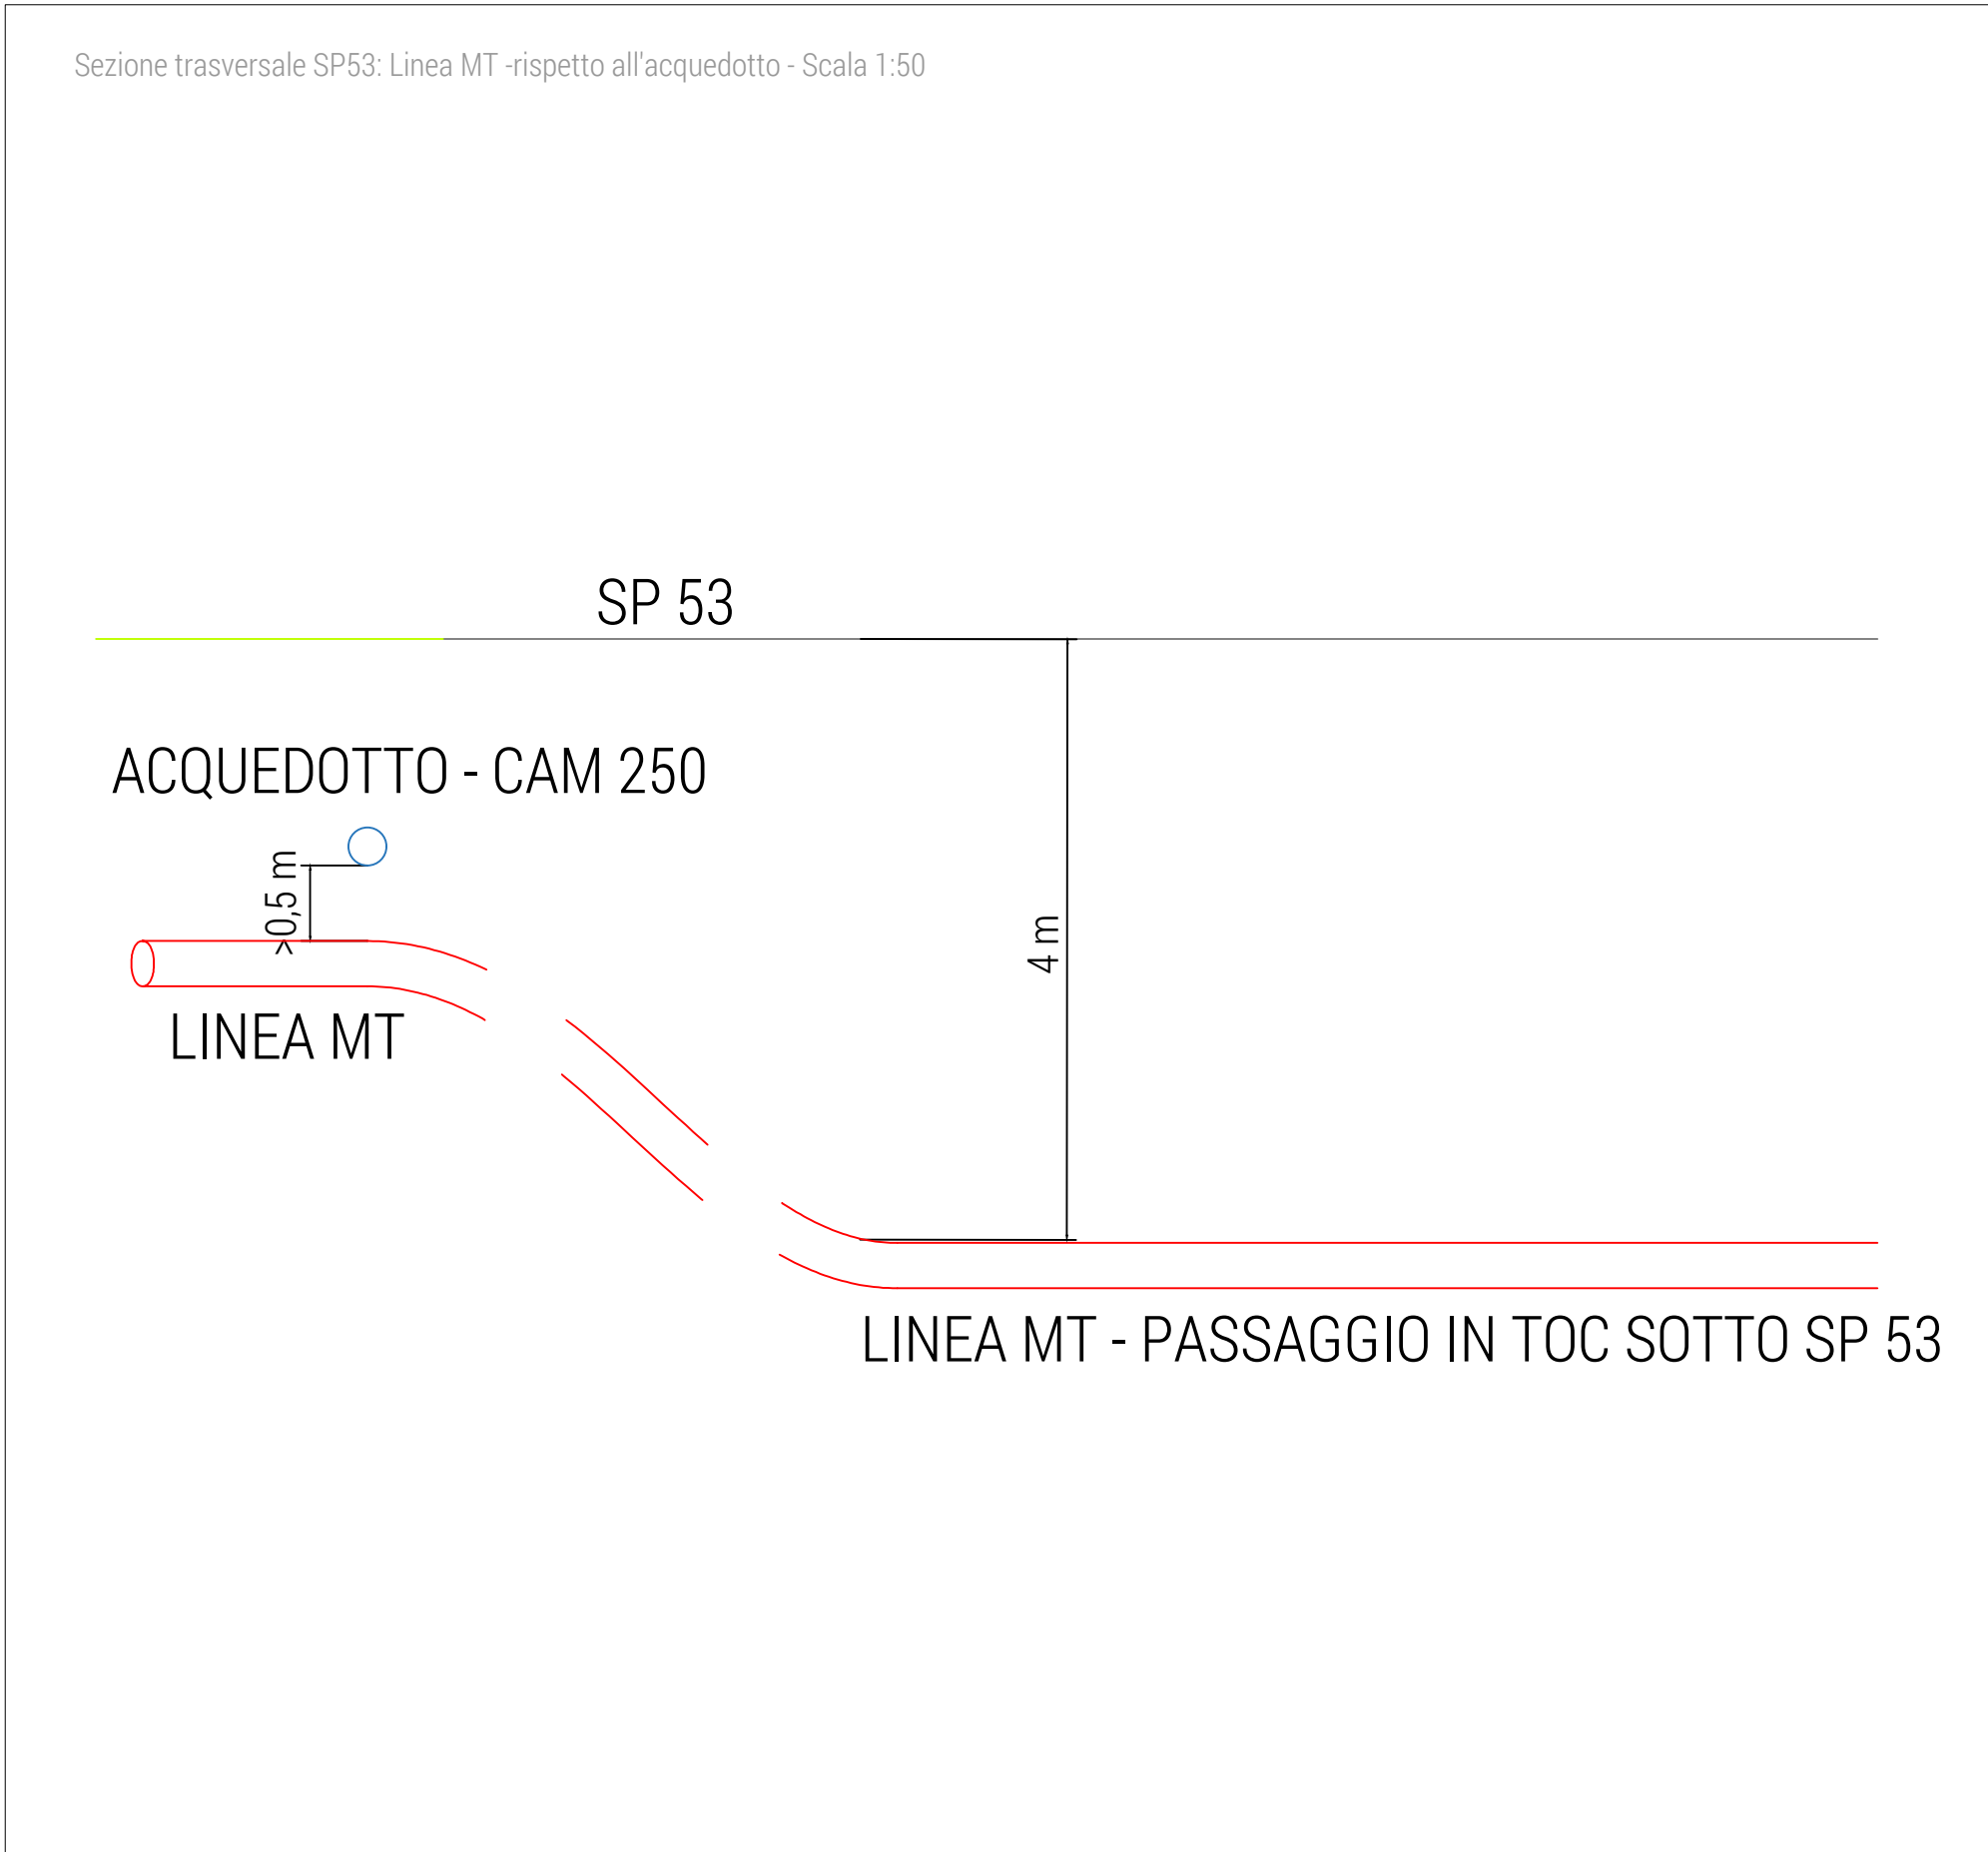 Sezione trasversale SP53: Linea MT -rispetto all'acquedotto - Scala 1:50
SP 53
ACQUEDOTTO - CAM 250
>0,5 m
4 m
LINEA MT
LINEA MT - PASSAGGIO IN TOC SOTTO SP 53